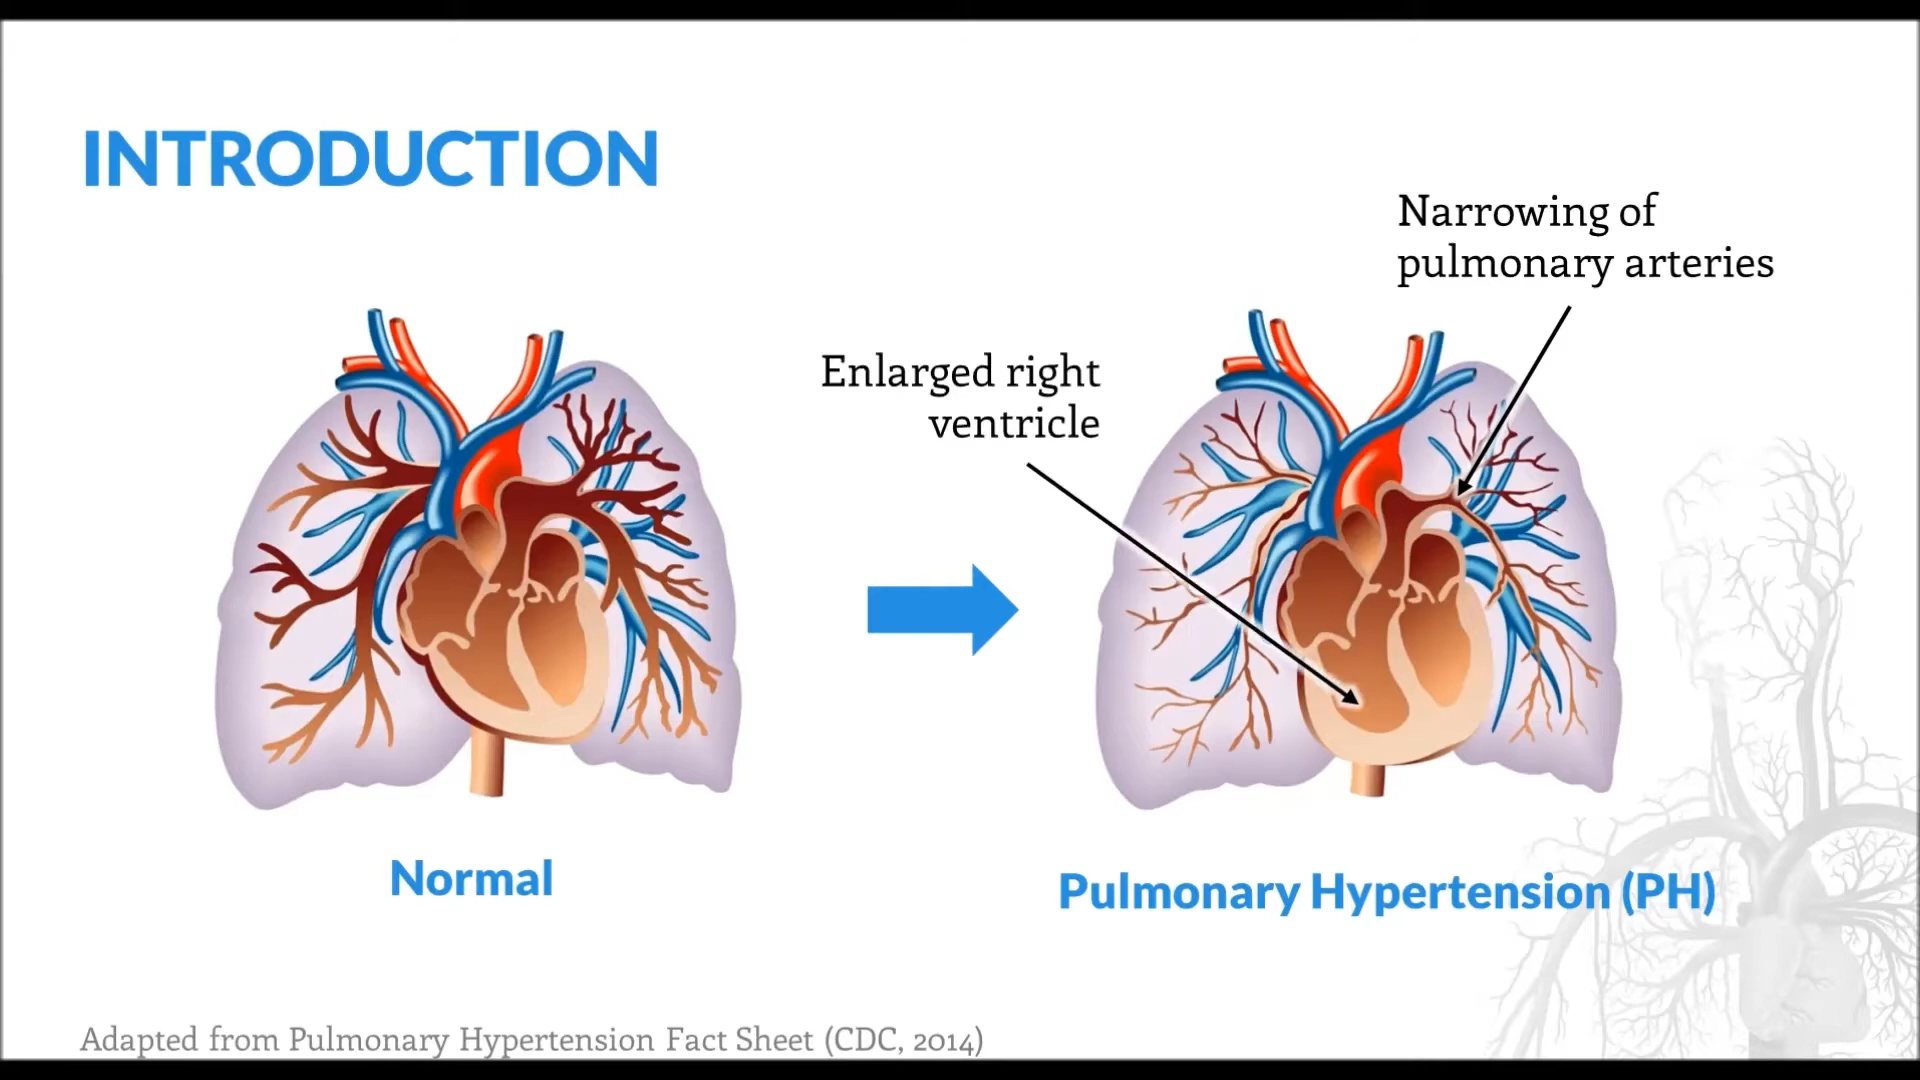 INTRODUCTION
Narrowing of
pulmonary arteries
Enlarged right
ventricle
Normal
Pulmonary Hypertension (PH)
Adapted from Pulmonary Hypertension Fact Sheet (CDC, 2014)